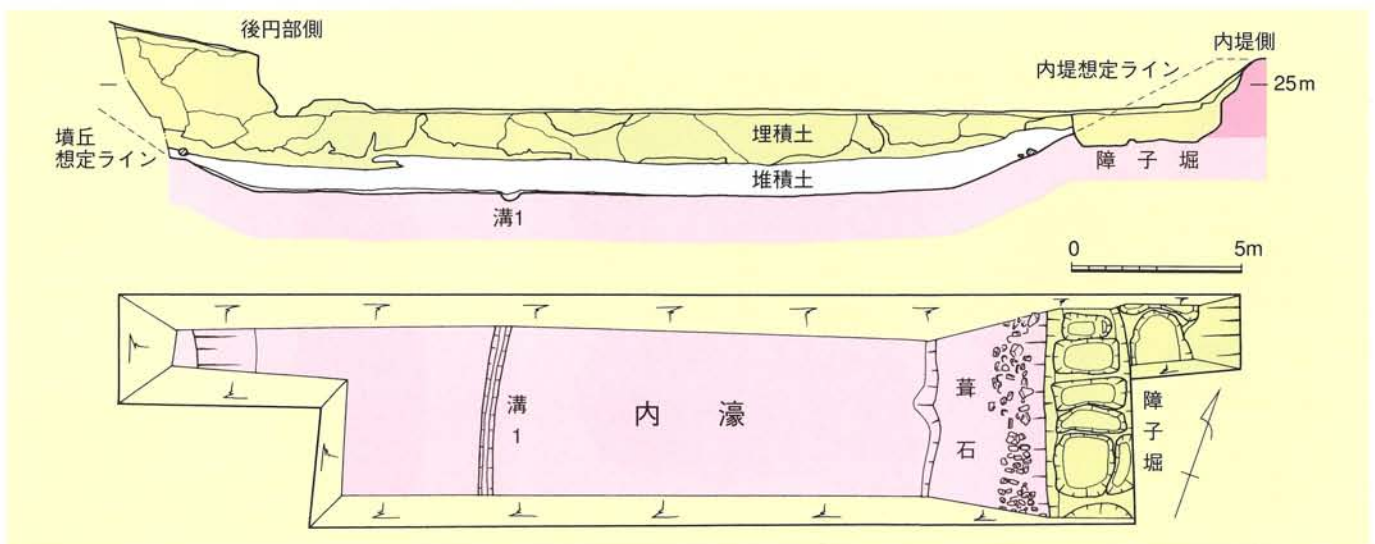 後円部側
内堤側
内堤想定ライン
25m
墳丘
想定ライン
埋積土
障子堀
堆積土
溝1
0 5m
溝1
内濠
葺石
障子堀